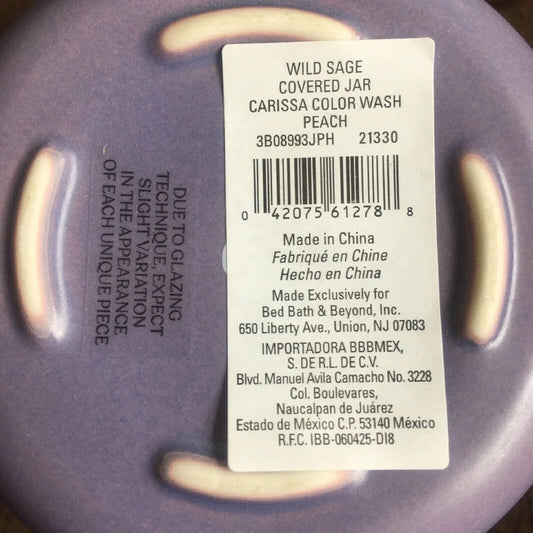 WILD SAGE
COVERED JAR
CARISSA COLOR WASH
PEACH
3B08993JPH 21330
0 42075 61278 8
Made in China
Fabriqué en Chine
Hecho en China
Made Exclusively for
Bed Bath & Beyond, Inc.
650 Liberty Ave., Union, NJ 07083
IMPORTADORA BBBMEX,
S. DE R.L. DE C.V.
Blvd. Manuel Avila Camacho No. 3228
Col. Boulevares,
Naucalpan de Juárez
Estado de México C.P. 53140 México
R.F.C. IBB-060425-DI8
DUE TO GLAZING
TECHNIQUE, EXPECT
SLIGHT VARIATION
IN THE APPEARANCE
OF EACH UNIQUE PIECE